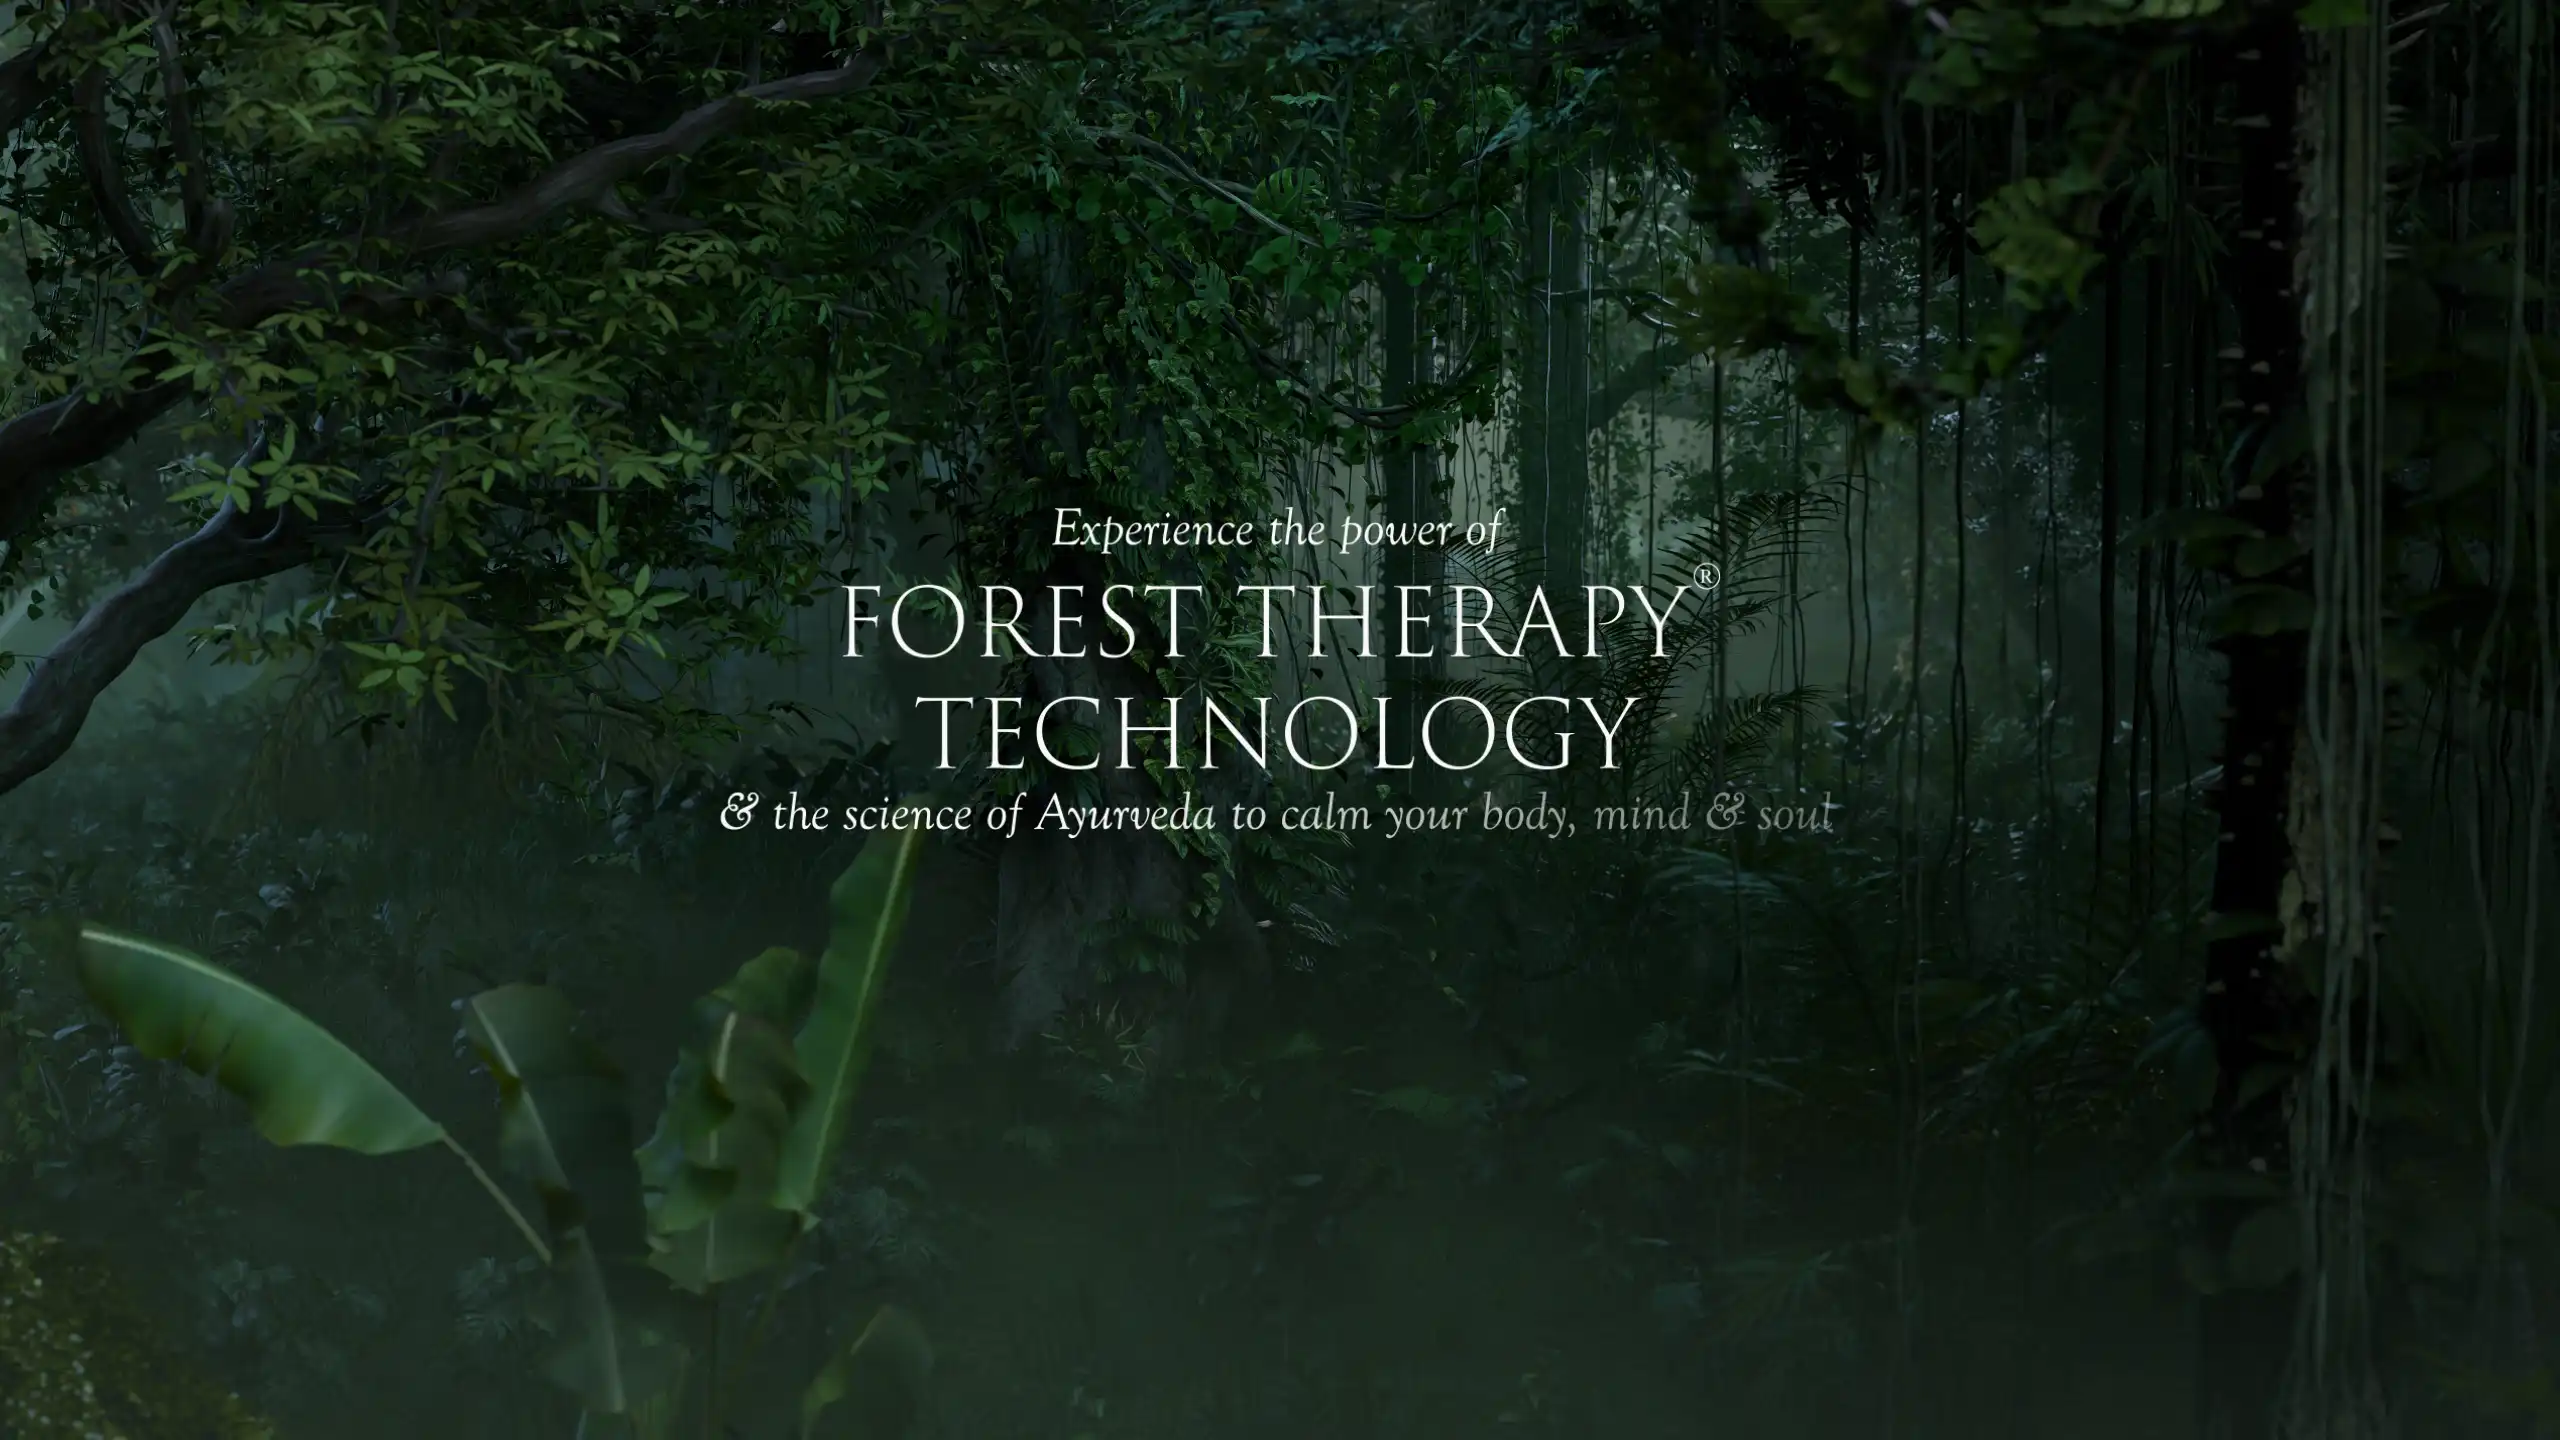 Experience the power of
FOREST THERAPY®
TECHNOLOGY
& the science of Ayurveda to calm your body, mind & soul